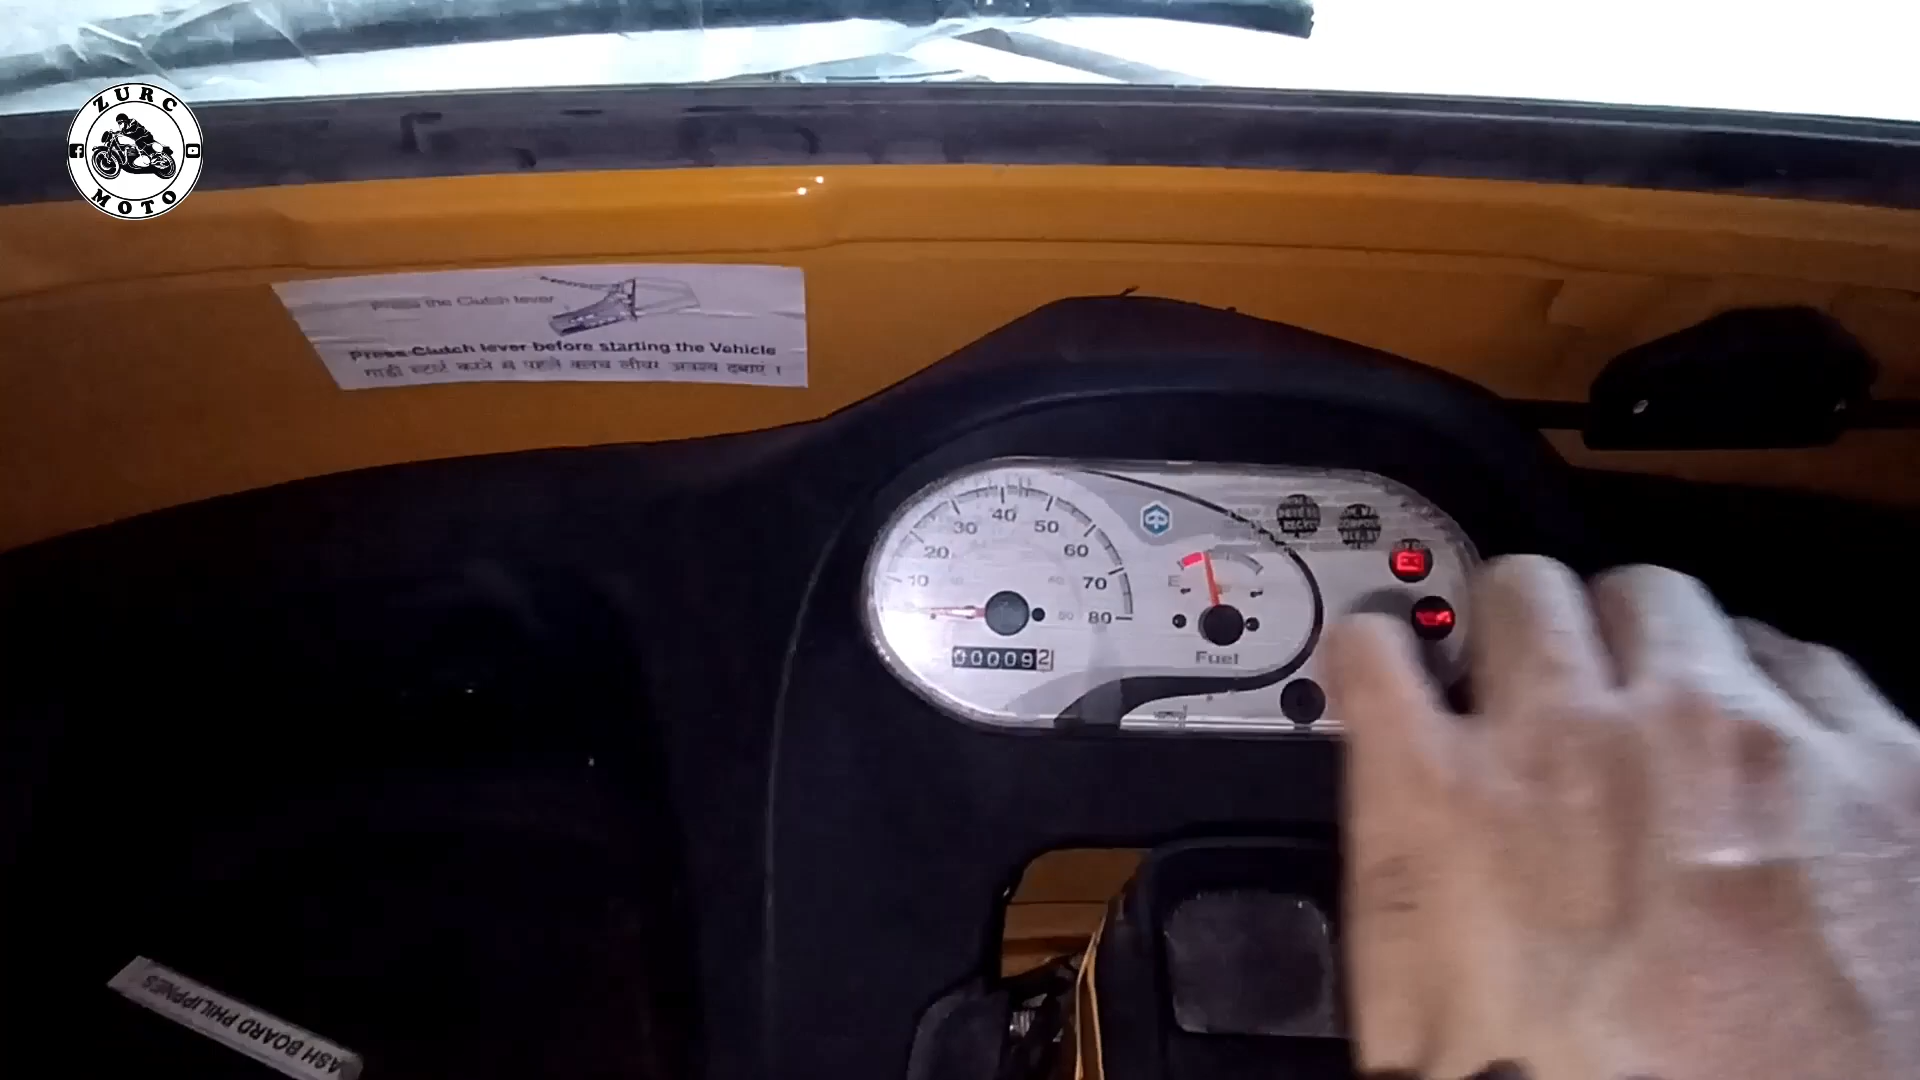 ZURC
MOTO
Press the Clutch lever
Press Clutch lever before starting the Vehicle
गाडी स्टार्ट करने से पहले क्लच लीवर अवश्य दबाएं ।
10 20 30 40 50 60 70 80
E
Fuel
000092
ASH BOARD PHILIPPINES